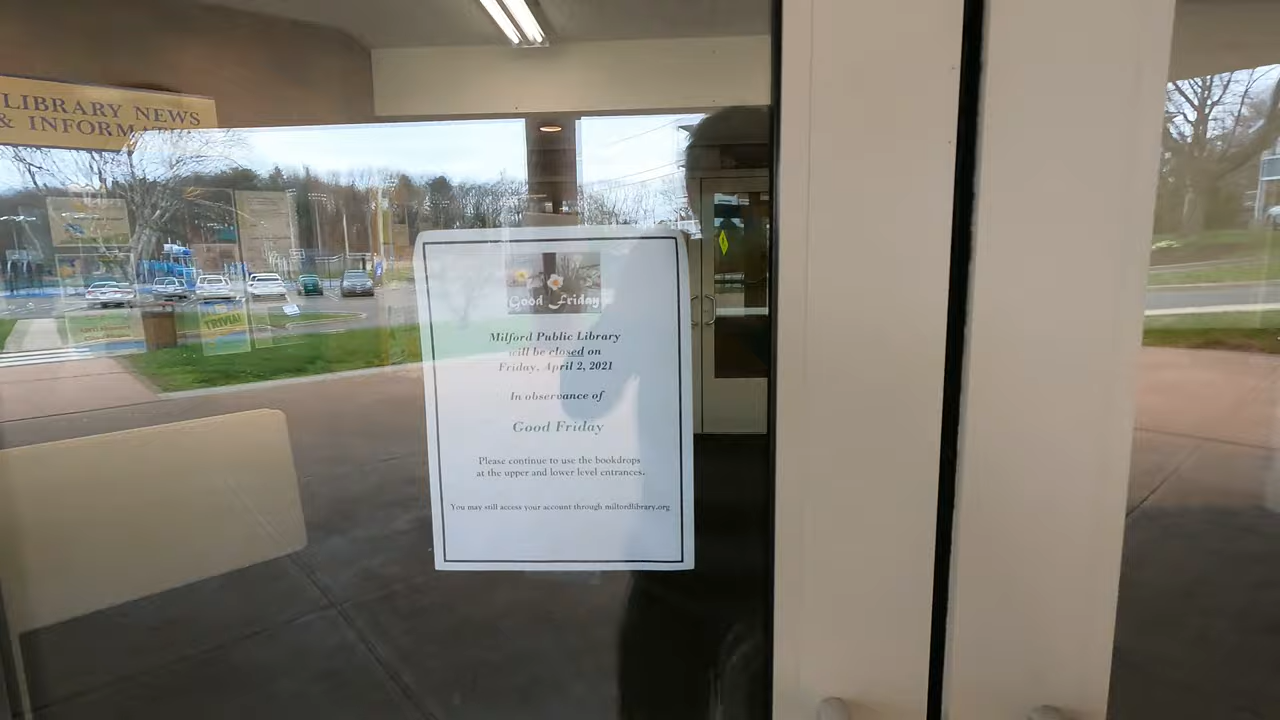 LIBRARY NEWS
& INFORMATI
Good Friday
Milford Public Library
will be closed on
Friday, April 2, 2021
In observance of
Good Friday
Please continue to use the bookdrops
at the upper and lower level entrances.
You may still access your account through milfordlibrary.org